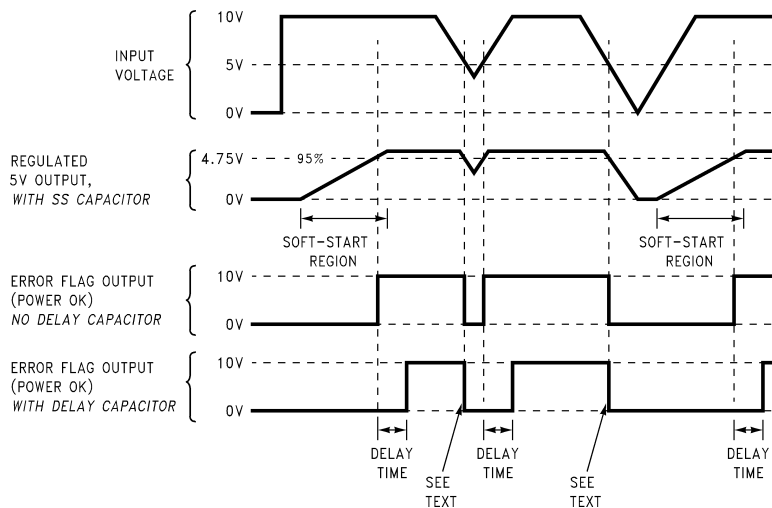 INPUT
VOLTAGE
10V
5V
0V
REGULATED
5V OUTPUT,
WITH SS CAPACITOR
4.75V
95%
0V
SOFT-START
REGION
SOFT-START
REGION
ERROR FLAG OUTPUT
(POWER OK)
NO DELAY CAPACITOR
10V
0V
ERROR FLAG OUTPUT
(POWER OK)
WITH DELAY CAPACITOR
10V
0V
DELAY
TIME
SEE
TEXT
DELAY
TIME
SEE
TEXT
DELAY
TIME